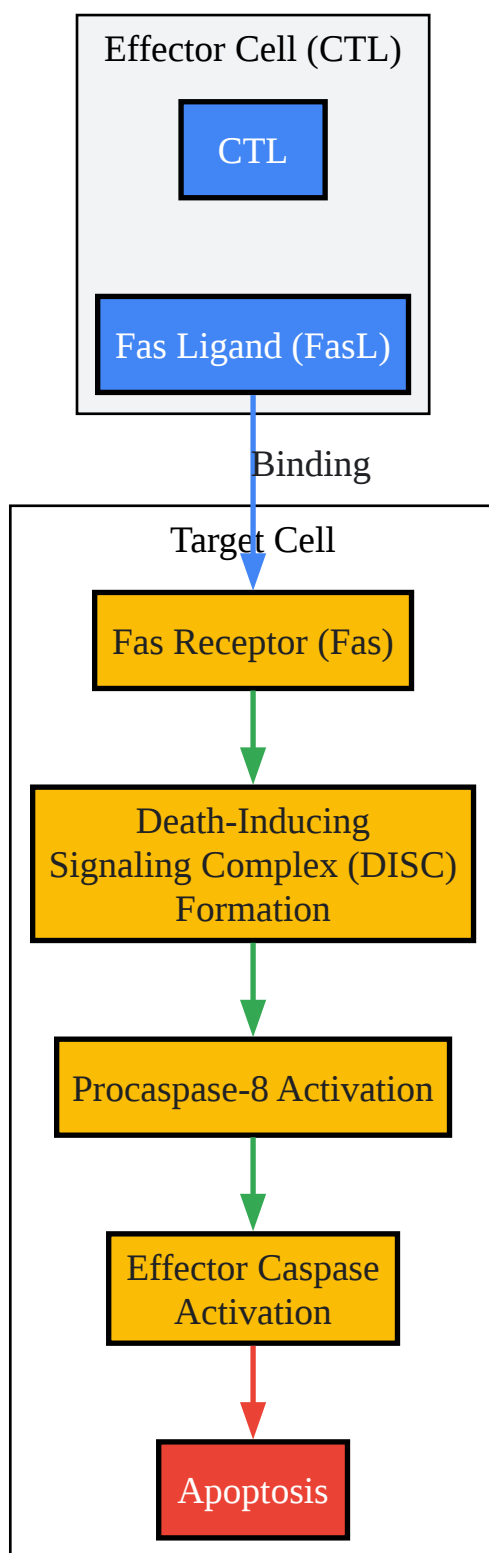 Effector Cell (CTL)
CTL
Fas Ligand (FasL)
Binding
Target Cell
Fas Receptor (Fas)
Death-Inducing
Signaling Complex (DISC)
Formation
Procaspase-8 Activation
Effector Caspase
Activation
Apoptosis